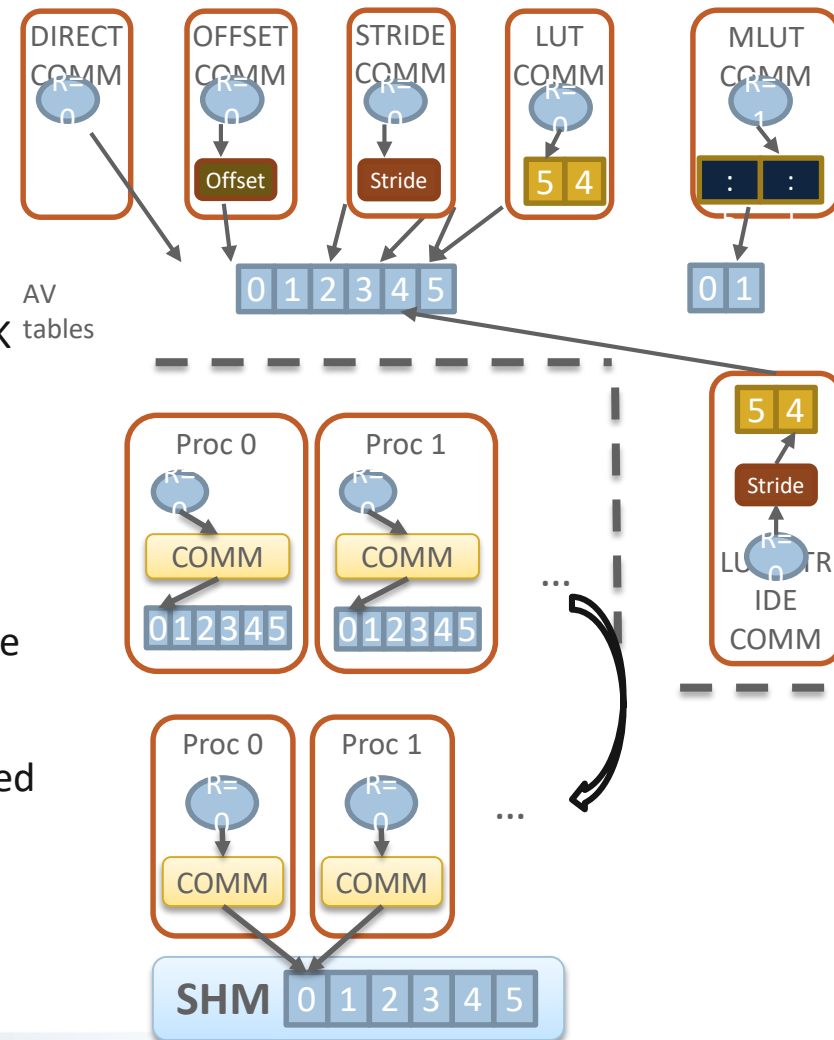 DIRECT
COMM
R=
0
OFFSET
COMM
R=
0
Offset
STRIDE
COMM
R=
0
Stride
LUT
COMM
R=
0
5 4
MLUT
COMM
R=
1
: :
AV
tables
0 1 2 3 4 5
0 1
5 4
Stride
R=
0
IDE
COMM
Proc 0
R=
0
COMM
0 1 2 3 4 5
Proc 1
R=
0
COMM
0 1 2 3 4 5
...
Proc 0
R=
0
COMM
Proc 1
R=
0
COMM
...
SHM 0 1 2 3 4 5